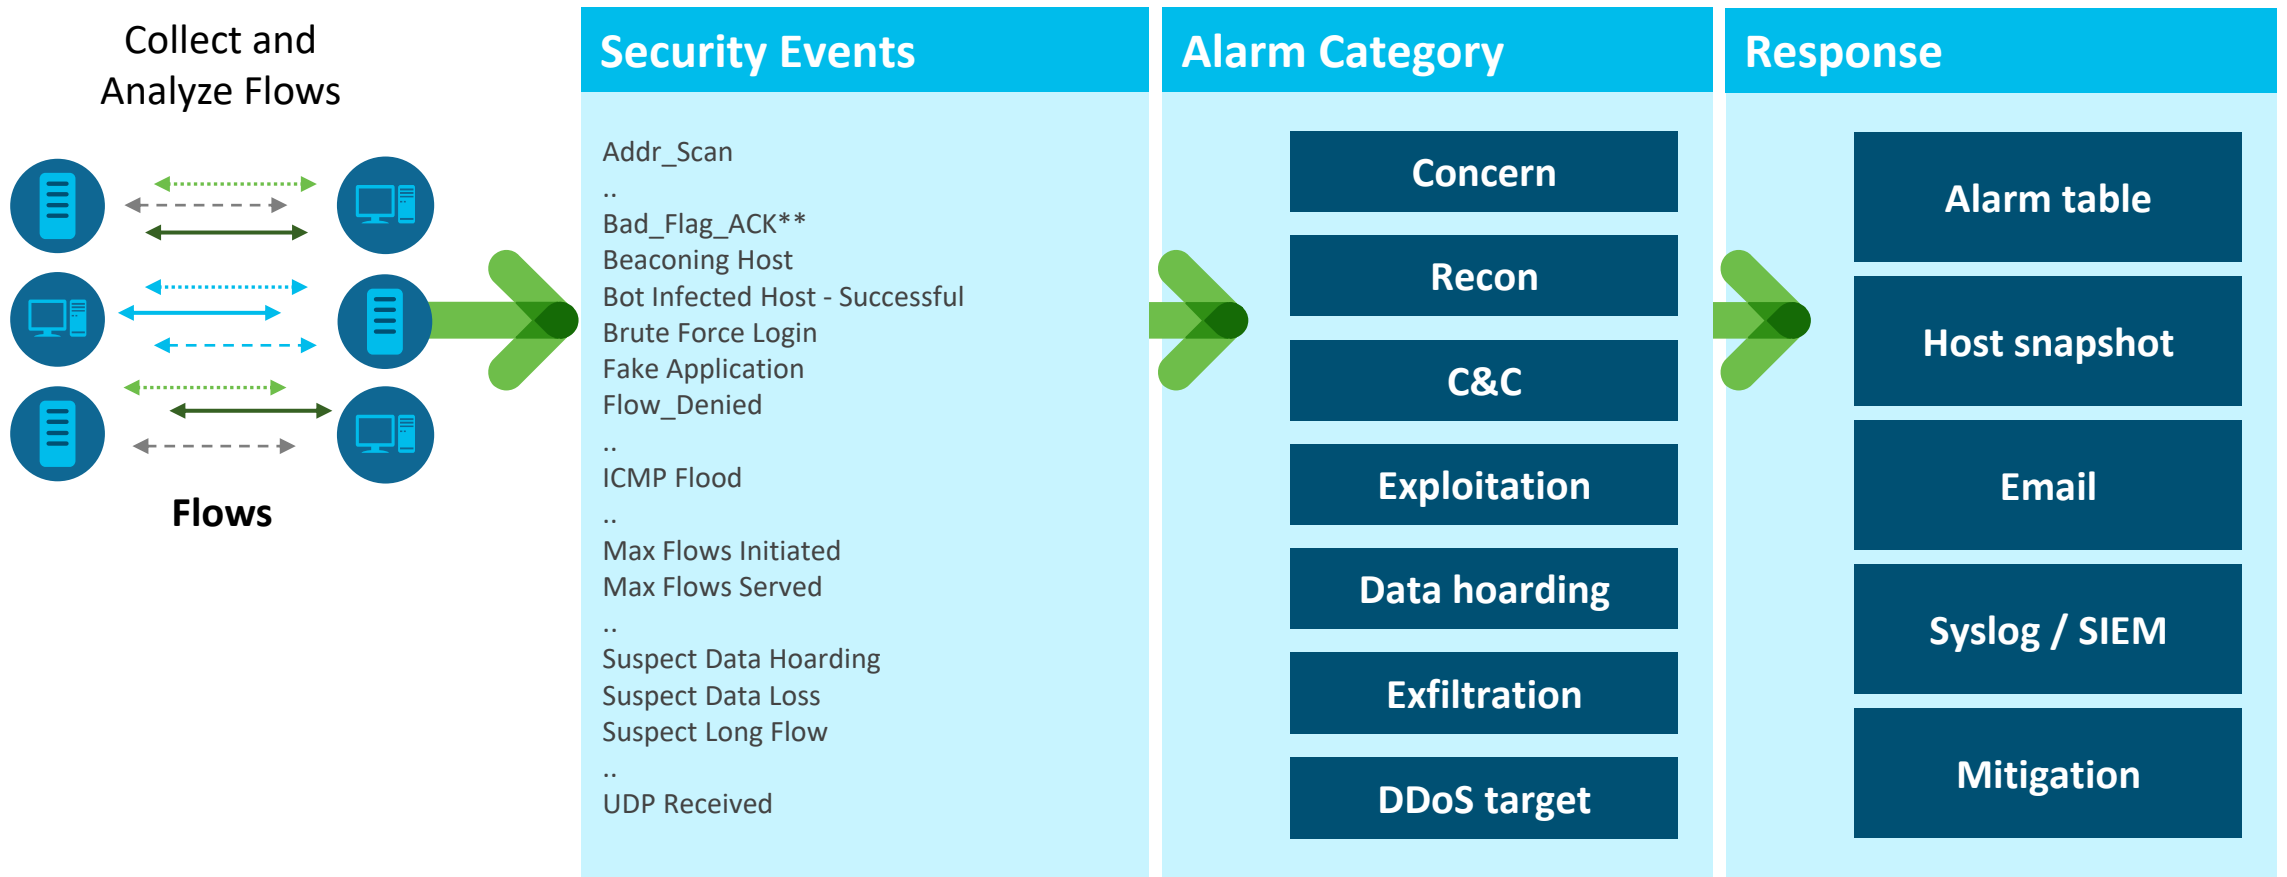 Collect and
Analyze Flows
Flows
Security Events
Addr_Scan
..
Bad_Flag_ACK**
Beaconing Host
Bot Infected Host - Successful
Brute Force Login
Fake Application
Flow_Denied
..
ICMP Flood
..
Max Flows Initiated
Max Flows Served
..
Suspect Data Hoarding
Suspect Data Loss
Suspect Long Flow
..
UDP Received
Alarm Category
Concern
Recon
C&C
Exploitation
Data hoarding
Exfiltration
DDoS target
Response
Alarm table
Host snapshot
Email
Syslog / SIEM
Mitigation